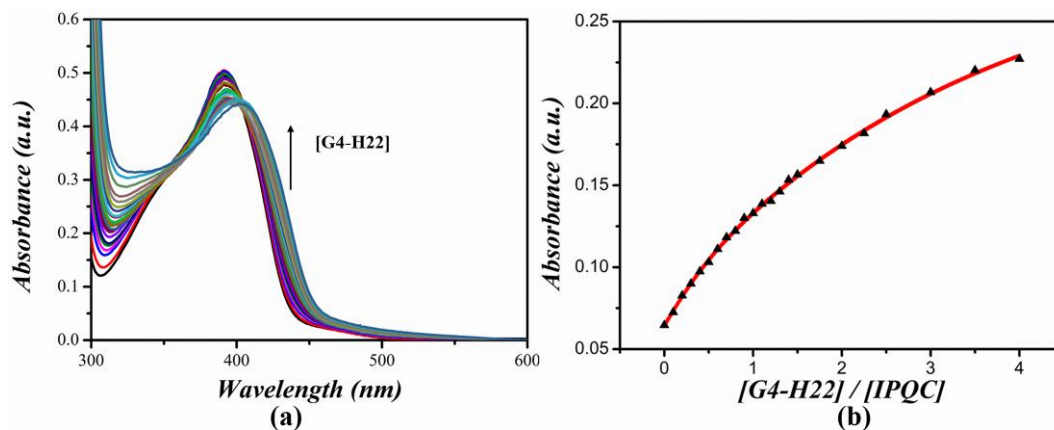 0.6
0.5
0.4
0.3
0.2
0.1
0.0
Absorbance (a.u.)
[G4-H22]
300 400 500 600
Wavelength (nm)
(a)
0.25
0.20
0.15
0.10
0.05
Absorbance (a.u.)
0 1 2 3 4
[G4-H22] / [IPQC]
(b)